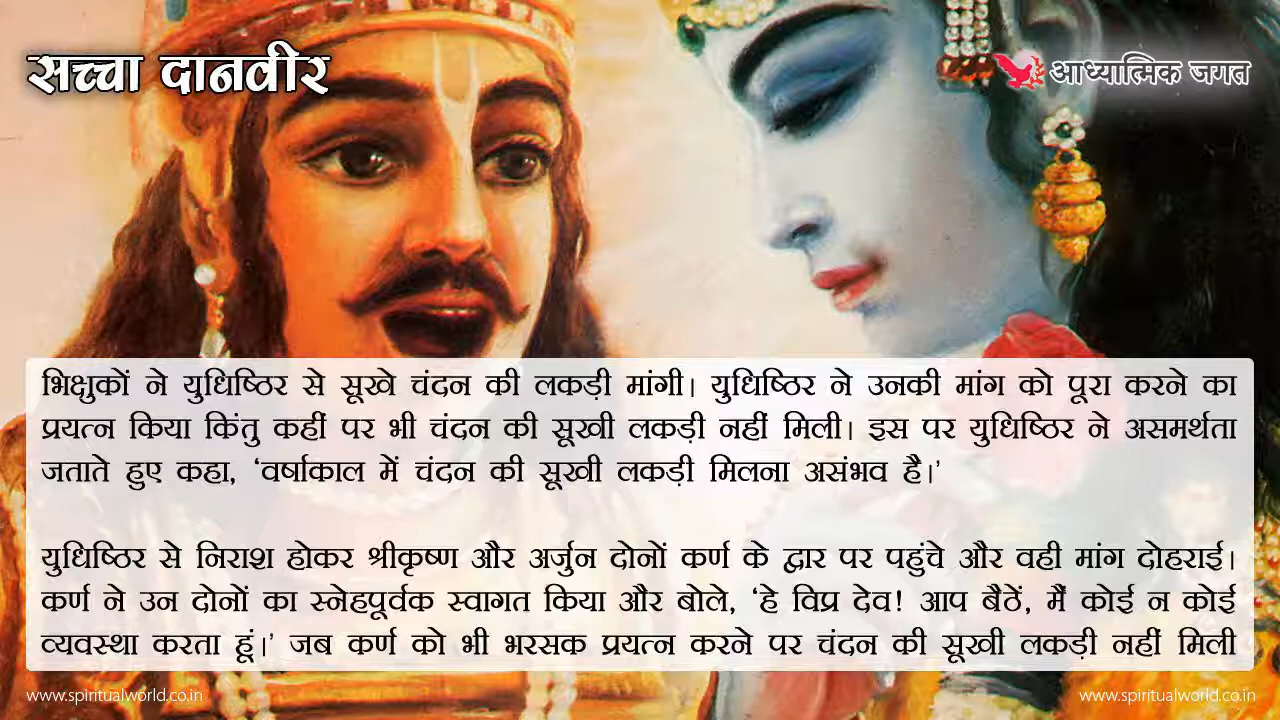 सच्चा दानवीर
आध्यात्मिक जगत
भिक्षुकों ने युधिष्ठिर से सूखे चंदन की लकड़ी मांगी। युधिष्ठिर ने उनकी मांग को पूरा करने का
प्रयत्न किया किंतु कहीं पर भी चंदन की सूखी लकड़ी नहीं मिली। इस पर युधिष्ठिर ने असमर्थता
जताते हुए कहा, ‘वर्षाकाल में चंदन की सूखी लकड़ी मिलना असंभव है।’
युधिष्ठिर से निराश होकर श्रीकृष्ण और अर्जुन दोनों कर्ण के द्वार पर पहुंचे और वही मांग दोहराई।
कर्ण ने उन दोनों का स्नेहपूर्वक स्वागत किया और बोले, ‘हे विप्र देव! आप बैठें, मैं कोई न कोई
व्यवस्था करता हूं।’ जब कर्ण को भी भरसक प्रयत्न करने पर चंदन की सूखी लकड़ी नहीं मिली
www.spiritualworld.co.in
www.spiritualworld.co.in